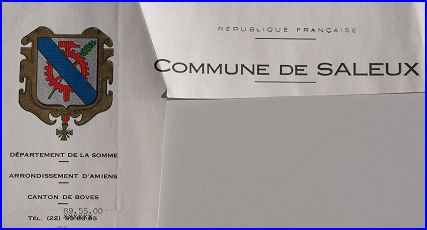 RÉPUBLIQUE FRANÇAISE
COMMUNE DE SALEUX
DÉPARTEMENT DE LA SOMME
ARRONDISSEMENT D'AMIENS
CANTON DE BOVES
89.55.00
TÉL. (22)